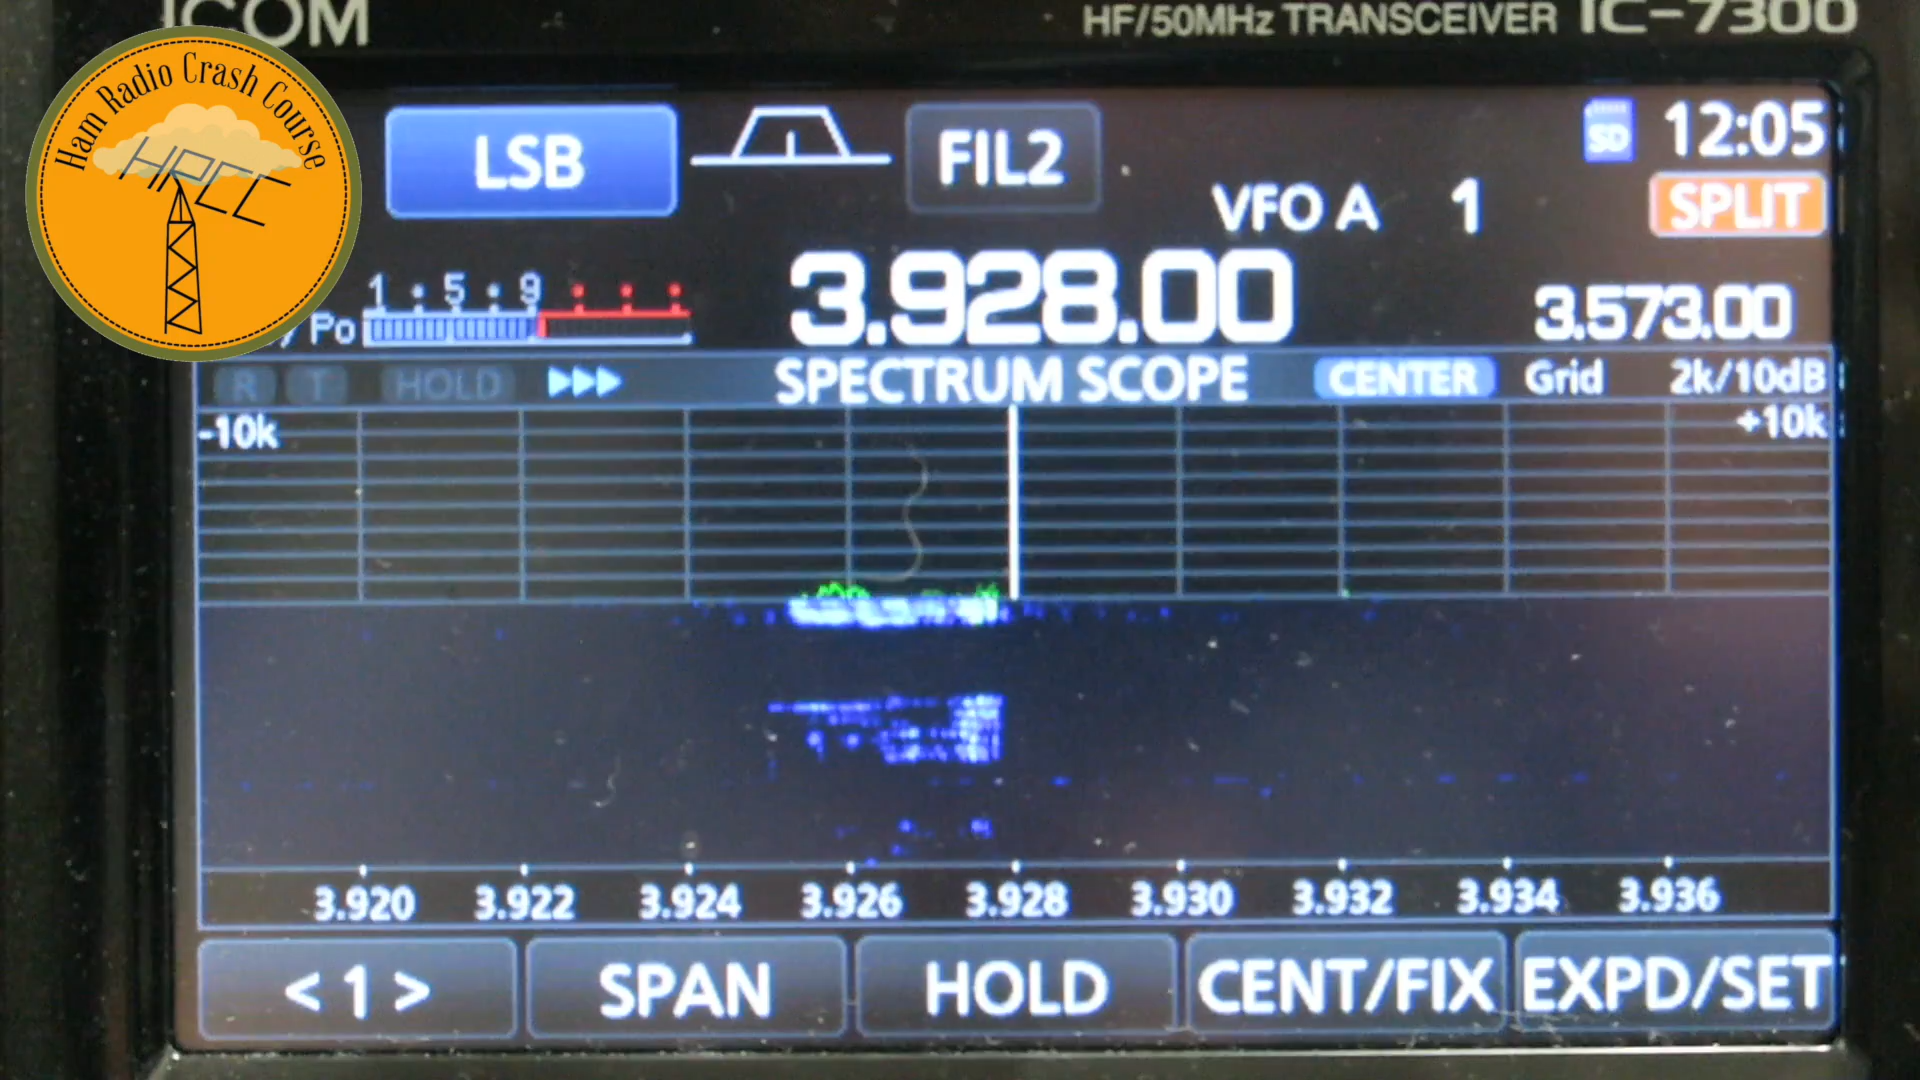 ICOM
HF/50MHz TRANSCEIVER IC-7300
Ham Radio Crash Course
HRCC
LSB
FIL2
SD
12:05
VFO A 1
SPLIT
1 • 5 • 9
3.928.00
3.573.00
Po
R T HOLD
SPECTRUM SCOPE
CENTER
Grid
2k/10dB
-10k
+10k
3.920 3.922 3.924 3.926 3.928 3.930 3.932 3.934 3.936
< 1 >
SPAN
HOLD
CENT/FIX
EXPD/SET